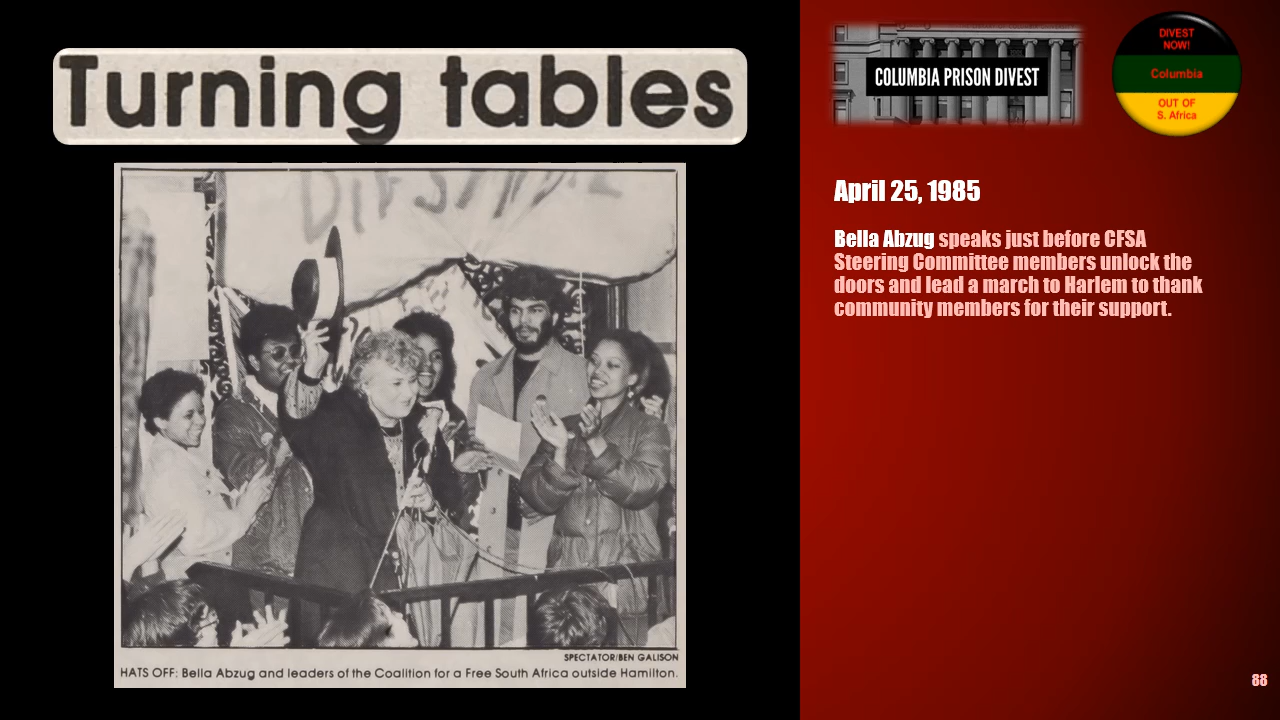 Turning tables
SPECTATOR/BEN GALISON
HATS OFF: Bella Abzug and leaders of the Coalition for a Free South Africa outside Hamilton.
COLUMBIA PRISON DIVEST
DIVEST
NOW!
Columbia
OUT OF
S. Africa
April 25, 1985
Bella Abzug speaks just before CFSA
Steering Committee members unlock the
doors and lead a march to Harlem to thank
community members for their support.
88